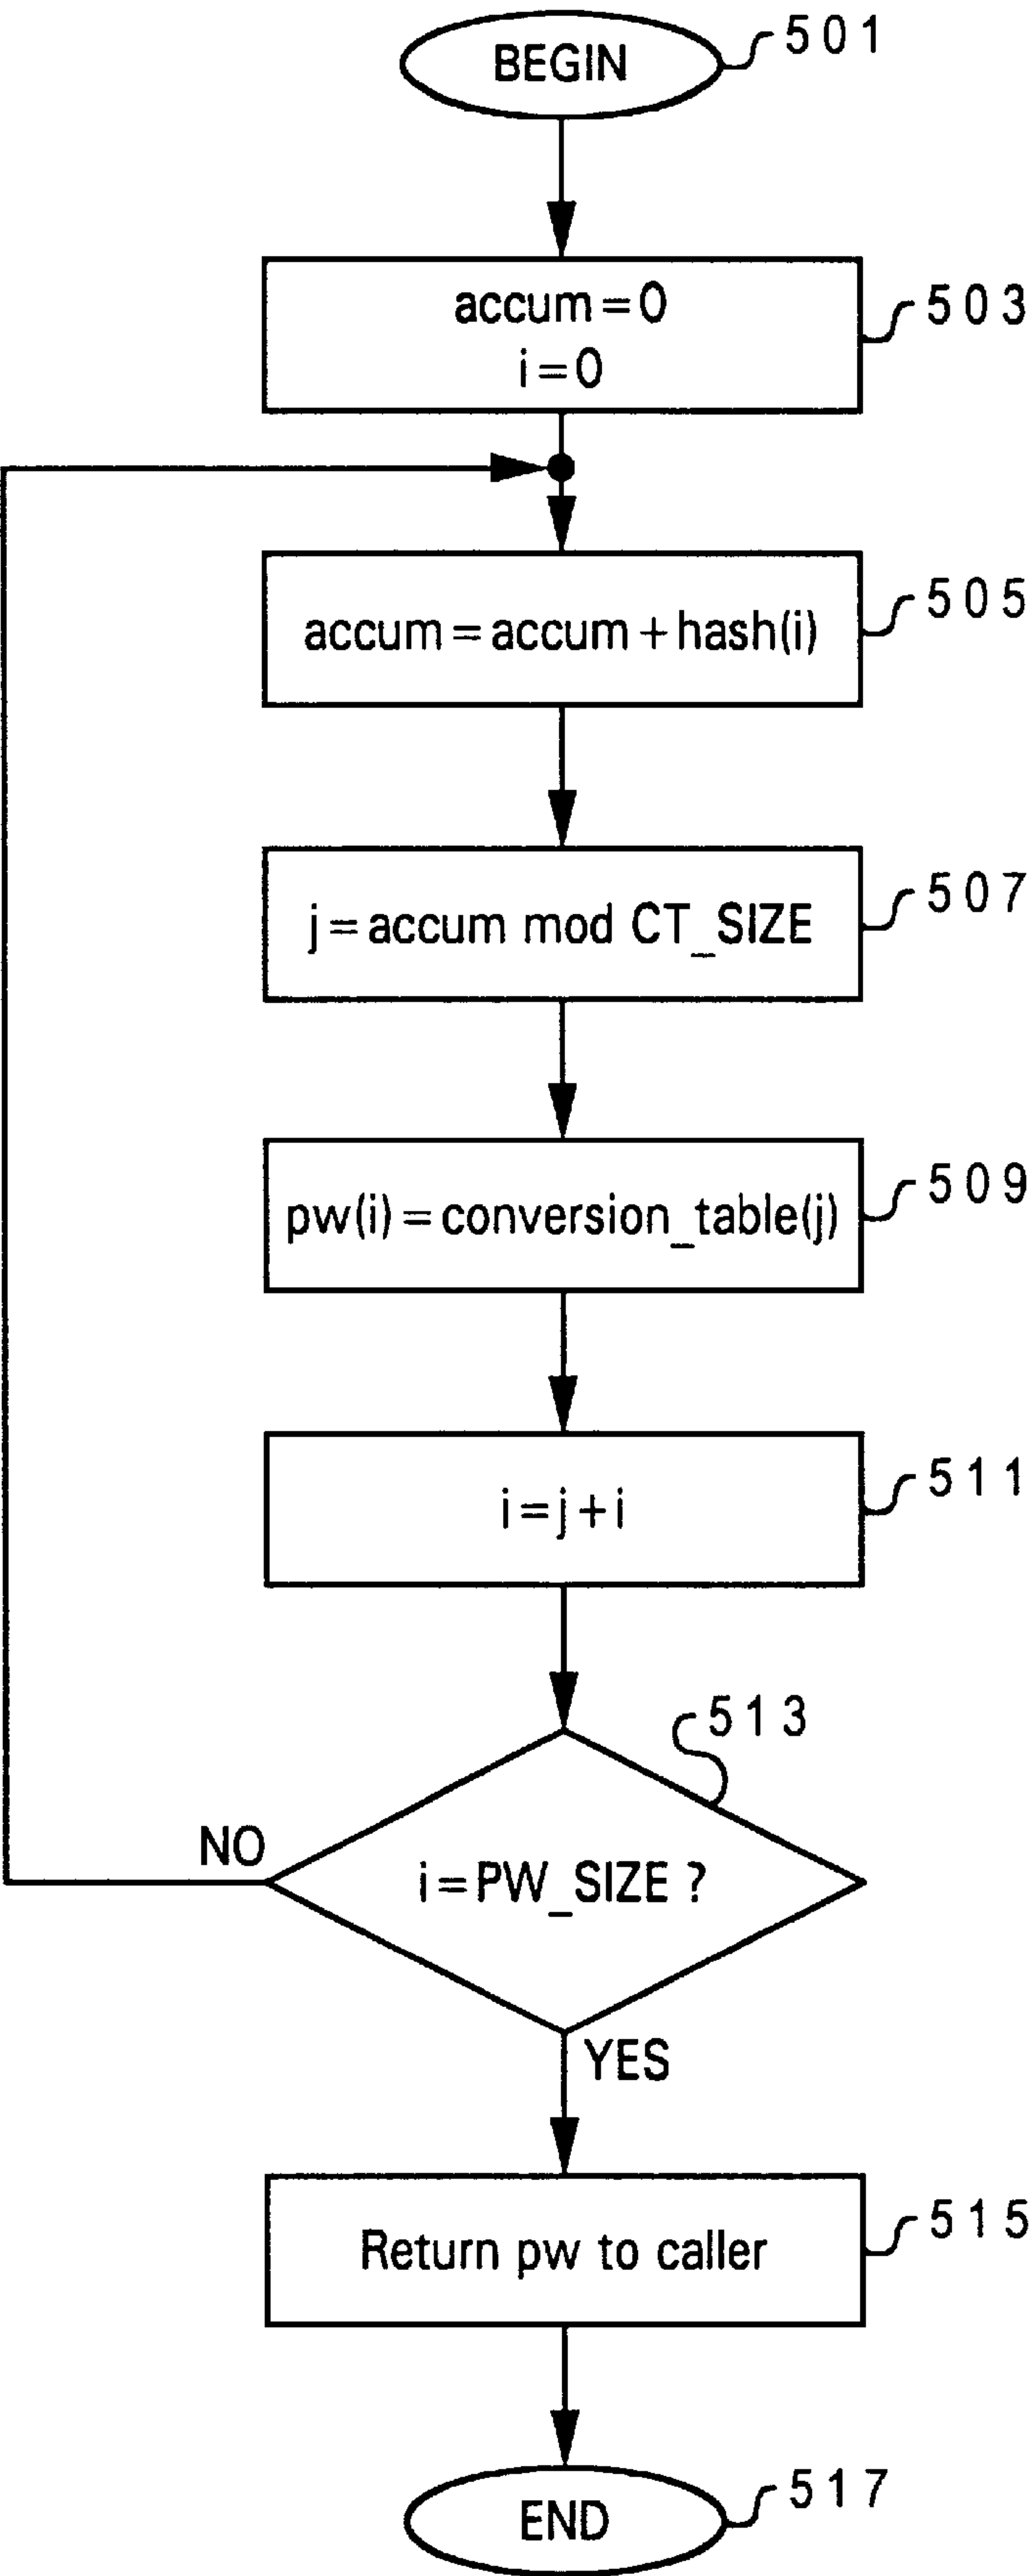 BEGIN
501
accum=0
i=0
503
accum=accum+hash(i)
505
j=accum mod CT_SIZE
507
pw(i)=conversion_table(j)
509
i=j+i
511
513
i=PW_SIZE ?
NO
YES
Return pw to caller
515
END
517